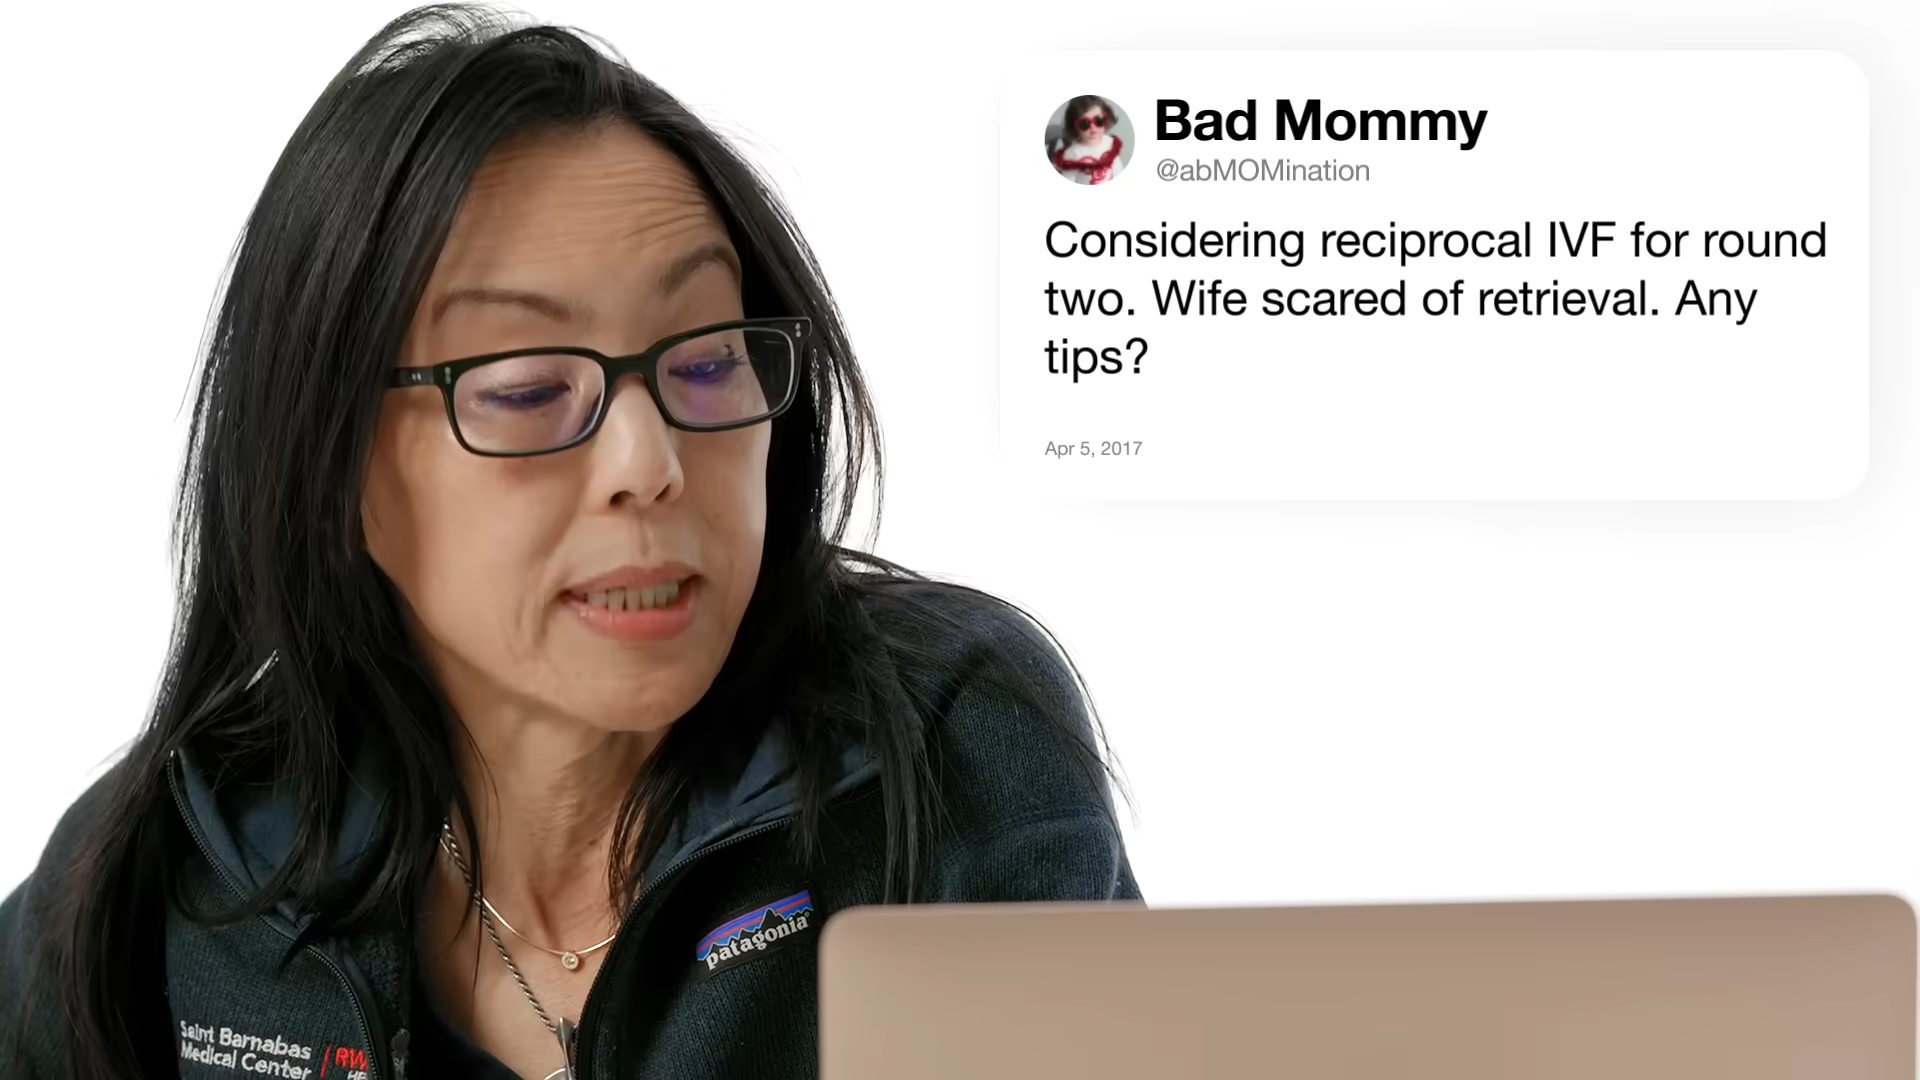 Bad Mommy
@abMOMination
Considering reciprocal IVF for round
two. Wife scared of retrieval. Any
tips?
Apr 5, 2017
patagonia
Saint Barnabas
Medical Center
RW